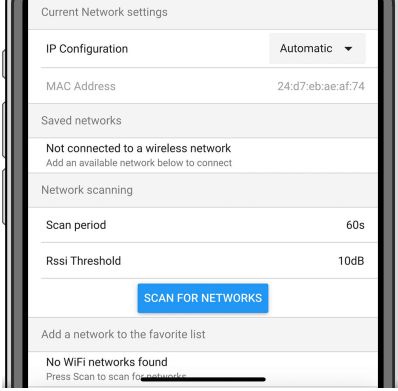 Current Network settings
IP Configuration
Automatic
MAC Address
24:d7:eb:ae:af:74
Saved networks
Not connected to a wireless network
Add an available network below to connect
Network scanning
Scan period
60s
Rssi Threshold
10dB
SCAN FOR NETWORKS
Add a network to the favorite list
No WiFi networks found
Press Scan to scan for networks